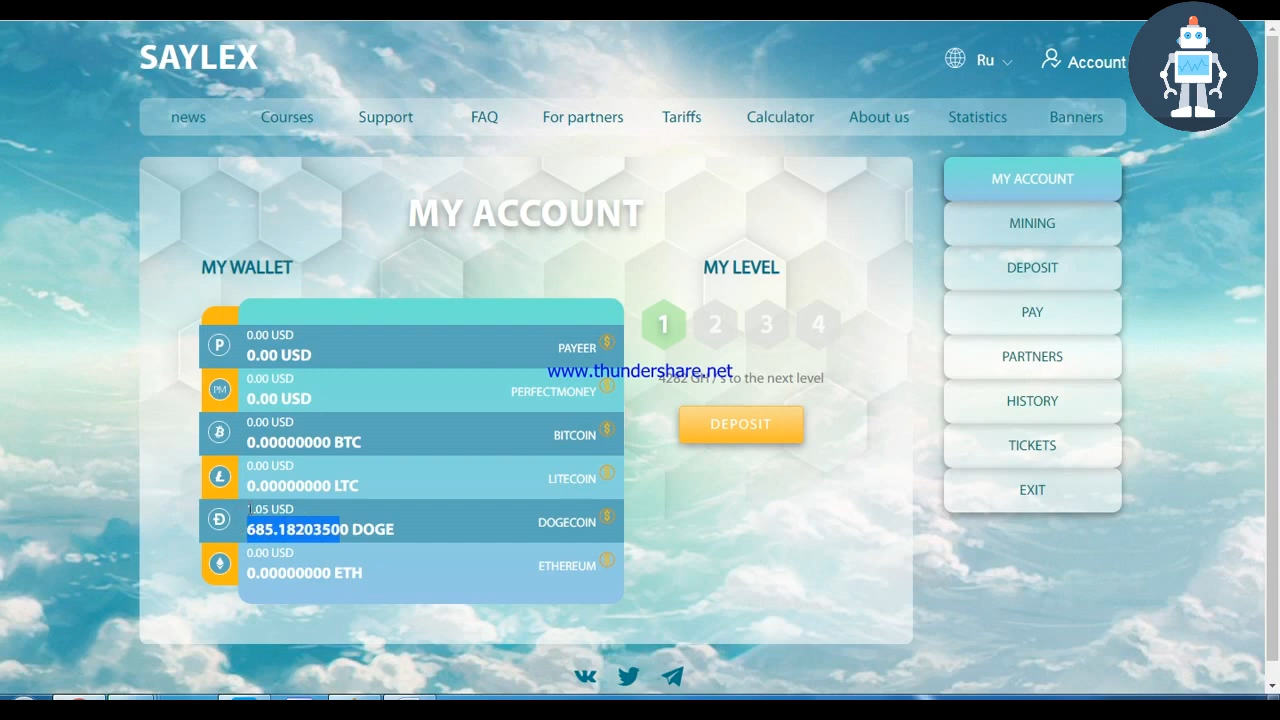 SAYLEX
Ru
Account
news Courses Support FAQ For partners Tariffs Calculator About us Statistics Banners
MY ACCOUNT
MY WALLET
0.00 USD
0.00 USD
PAYEER
0.00 USD
0.00 USD
PERFECTMONEY
0.00 USD
0.00000000 BTC
BITCOIN
0.00 USD
0.00000000 LTC
LITECOIN
1.05 USD
685.18203500 DOGE
DOGECOIN
0.00 USD
0.00000000 ETH
ETHEREUM
MY LEVEL
1 2 3 4
www.thundershare.net
4282 GH / s to the next level
DEPOSIT
MY ACCOUNT
MINING
DEPOSIT
PAY
PARTNERS
HISTORY
TICKETS
EXIT